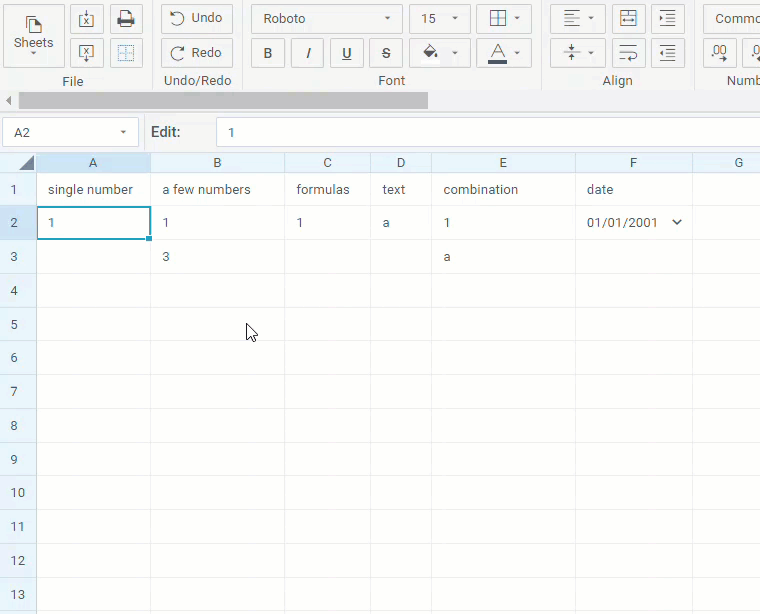 Sheets
File
Undo
Redo
Undo/Redo
Roboto 15
B I U S A
Font
Align
Commo
.00 .0
Numb
A2 Edit: 1
A B C D E F G
1 single number a few numbers formulas text combination date
2 1 1 1 a 1 01/01/2001
3 3 a
4
5
6
7
8
9
10
11
12
13